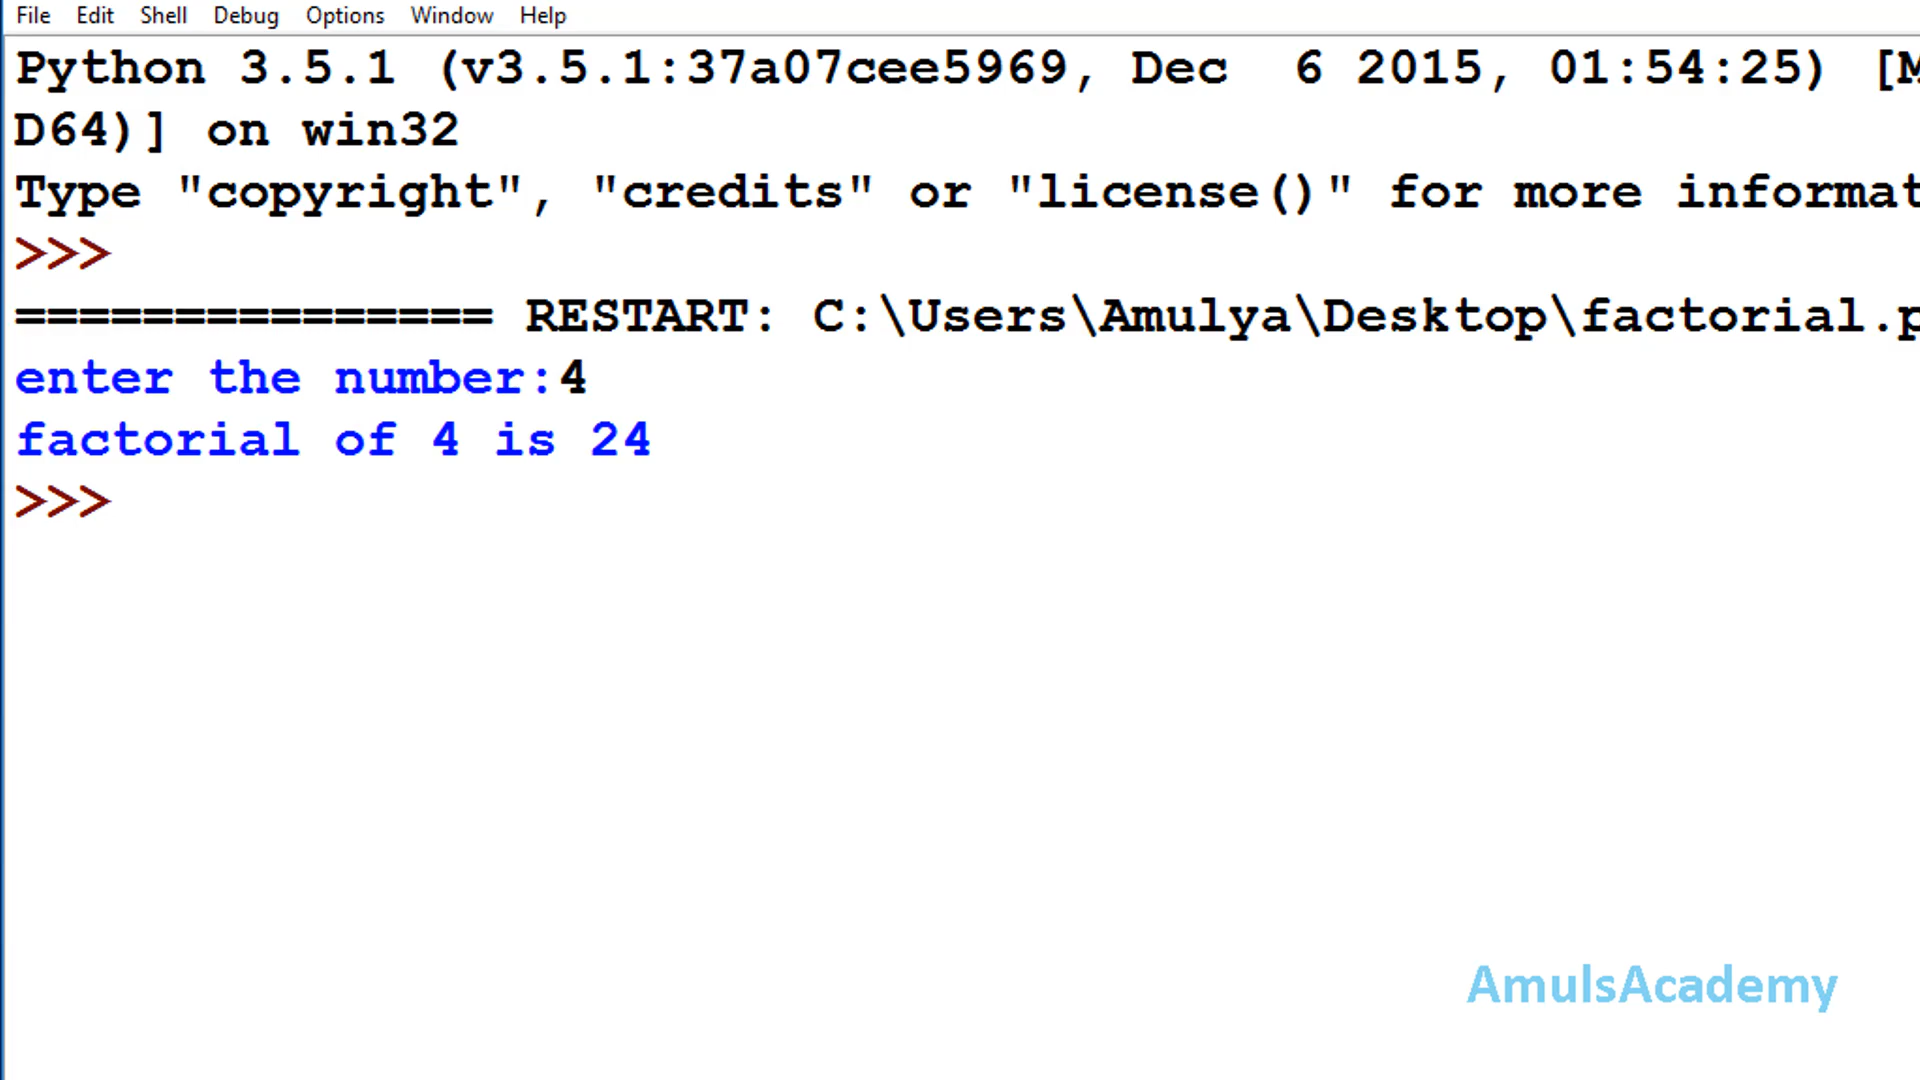 File Edit Shell Debug Options Window Help
Python 3.5.1 (v3.5.1:37a07cee5969, Dec  6 2015, 01:54:25) [M
D64)] on win32
Type "copyright", "credits" or "license()" for more informat
>>>
=============== RESTART: C:\Users\Amulya\Desktop\factorial.p
enter the number:4
factorial of 4 is 24
>>>
AmulsAcademy